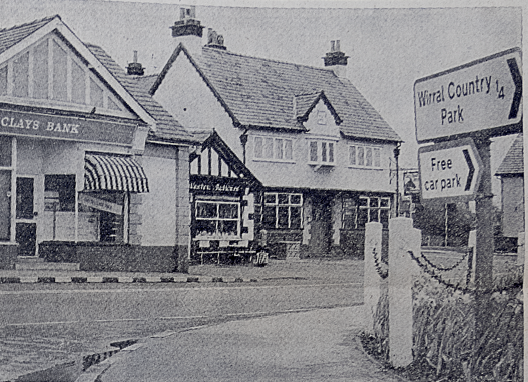 CLAYS BANK
Wirral Country 1/4
Park
Free
car park